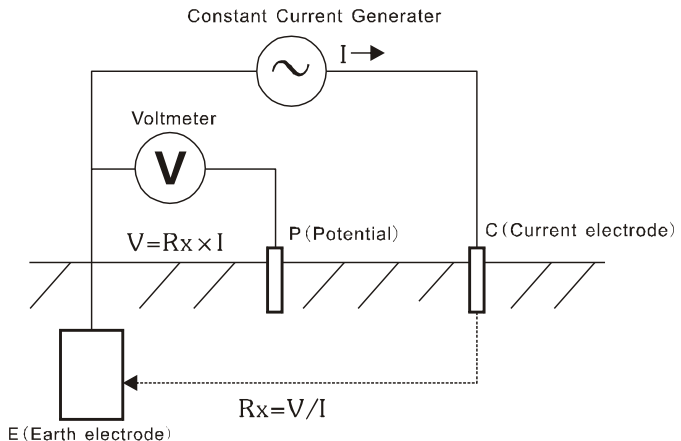 Constant Current Generater
I
Voltmeter
V
V=Rx×I
P(Potential)
C(Current electrode)
Rx=V/I
E(Earth electrode)